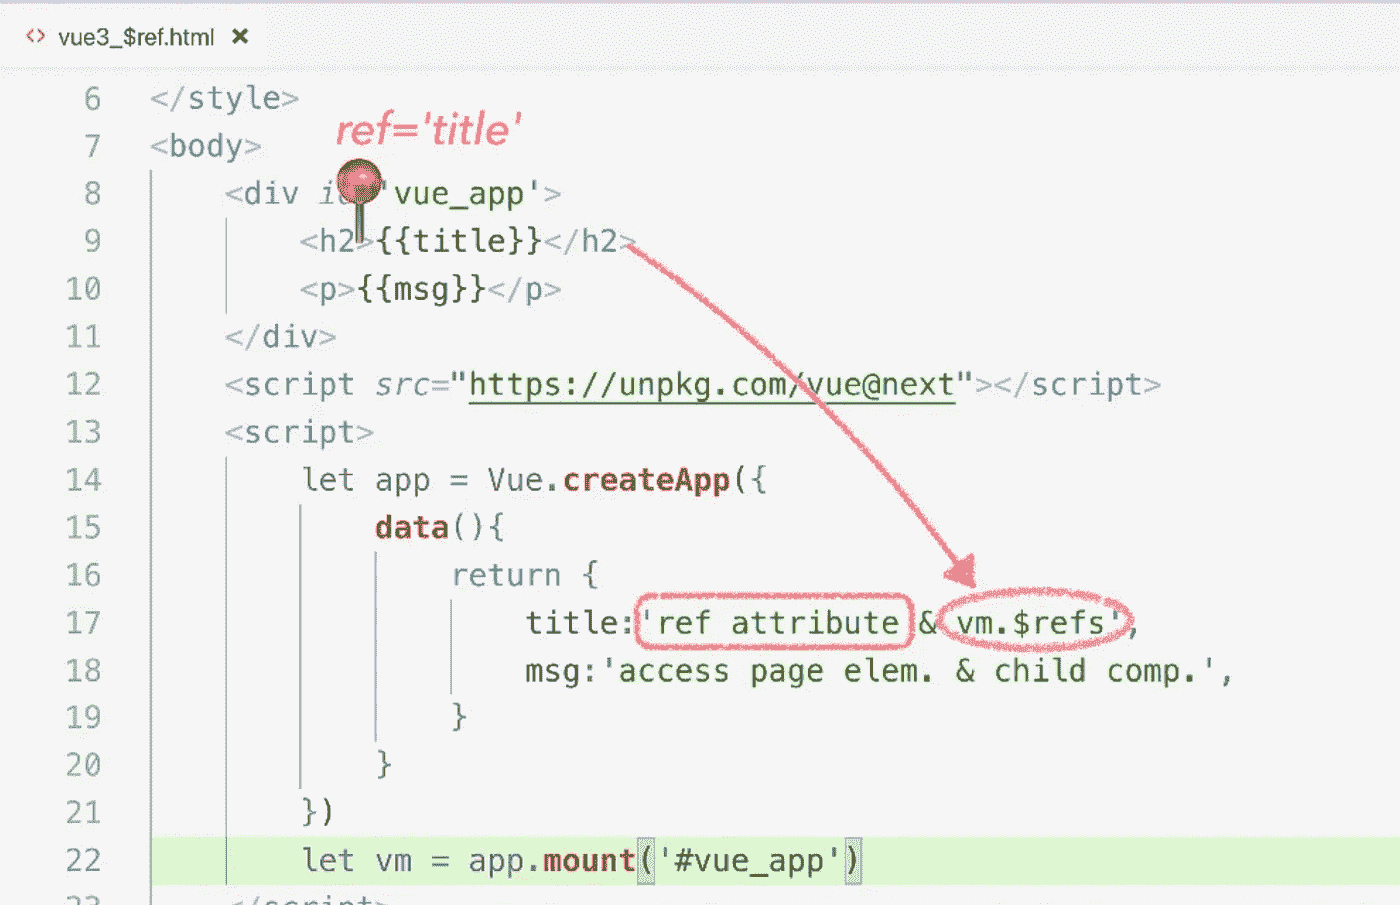 <> vue3_$ref.html ×
6 </style>
ref='title'
7 <body>
8 <div 'vue_app'>
9 <h2>{{title}}</h2>
10 <p>{{msg}}</p>
11 </div>
12 <script src="https://unpkg.com/vue@next"></script>
13 <script>
14 let app = Vue.createApp({
15 data(){
16 return {
17 title:'ref attribute & vm.$refs',
18 msg:'access page elem. & child comp.',
19 }
20 }
21 })
22 let vm = app.mount('#vue_app')
23 </script>